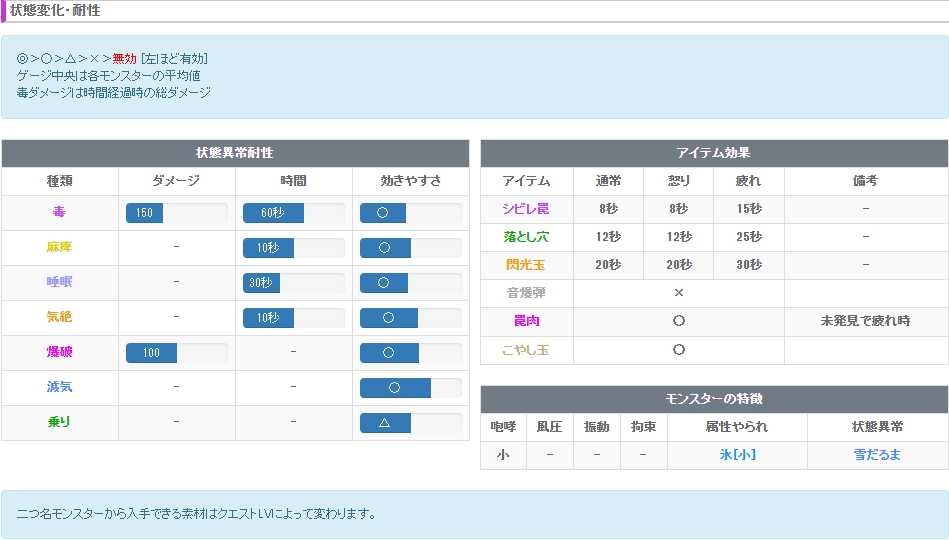 状態変化・耐性
◎＞○＞△＞×＞無効 [左ほど有効]
ゲージ中央は各モンスターの平均値
毒ダメージは時間経過時の総ダメージ
状態異常耐性
種類 ダメージ 時間 効きやすさ
毒 150 60秒 ○
麻痺 - 10秒 ○
睡眠 - 30秒 ○
気絶 - 10秒 ○
爆破 100 - ○
減気 - - ○
乗り - - △
アイテム効果
アイテム 通常 怒り 疲れ 備考
シビレ罠 8秒 8秒 15秒 -
落とし穴 12秒 12秒 25秒 -
閃光玉 20秒 20秒 30秒 -
音爆弾 ×
罠肉 ○ 未発見で疲れ時
こやし玉 ○
モンスターの特徴
咆哮 風圧 振動 拘束 属性やられ 状態異常
小 - - - 氷[小] 雪だるま
二つ名モンスターから入手できる素材はクエストLVによって変わります。